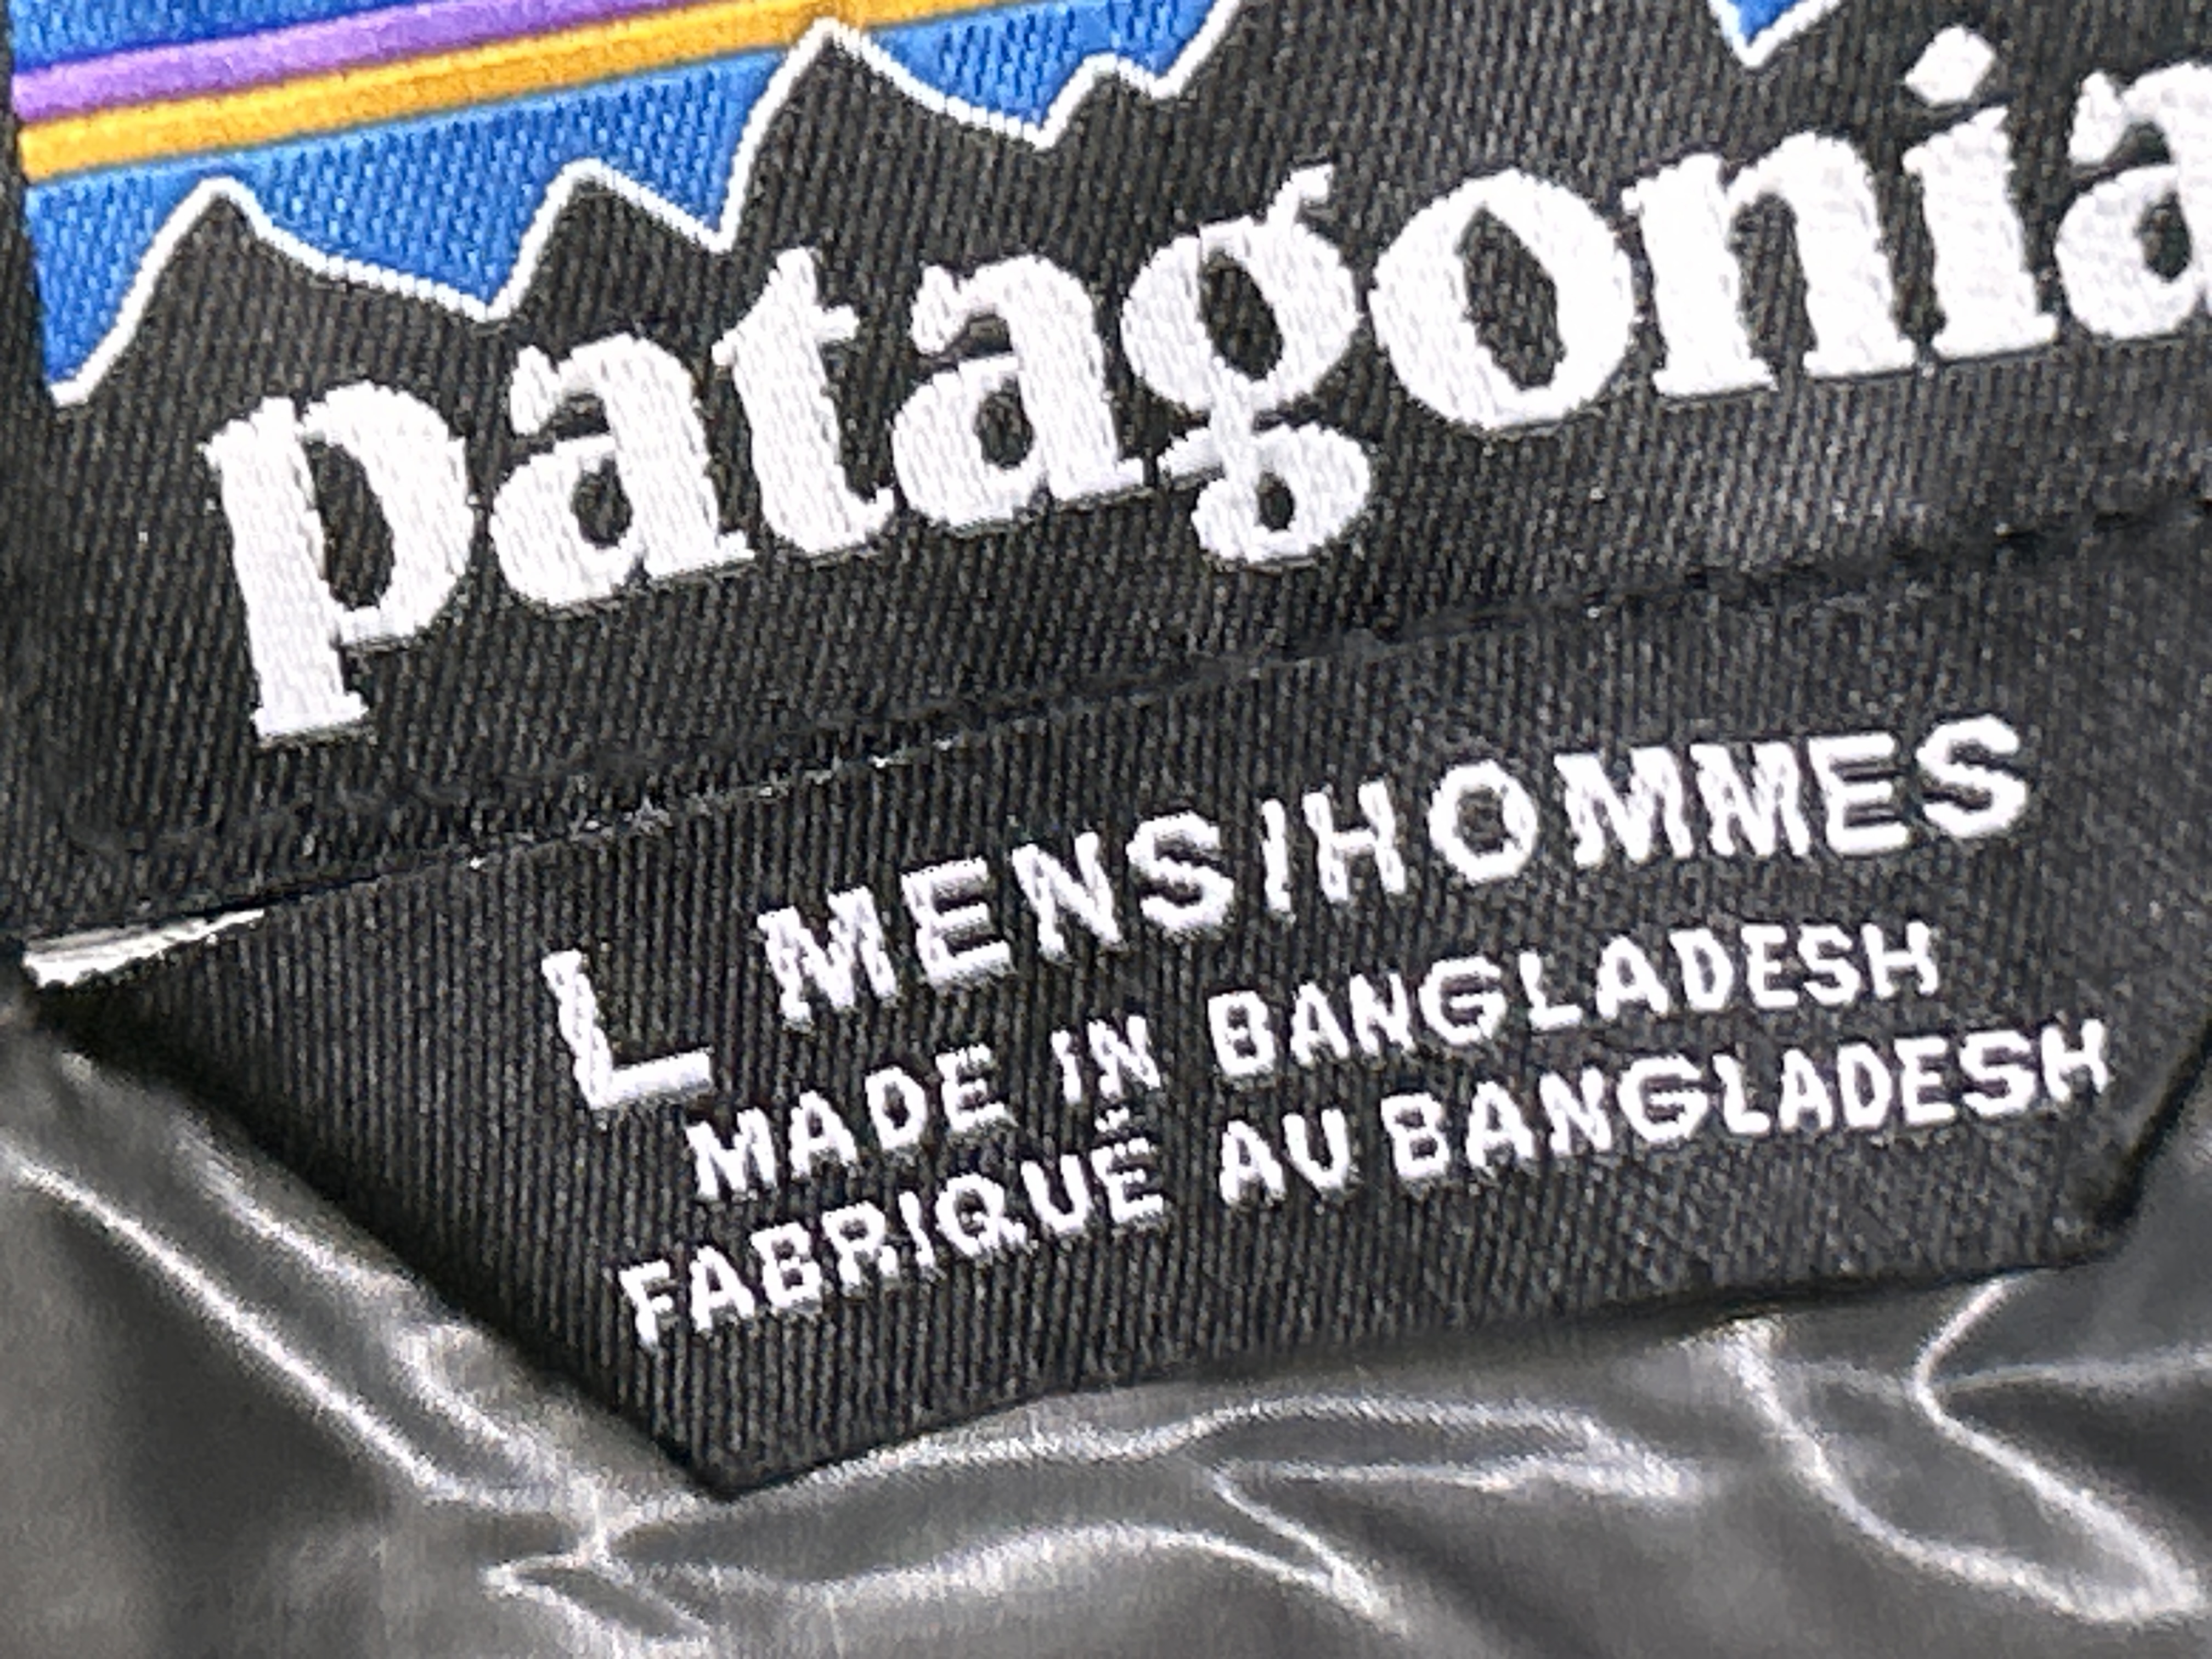 patagonia
L MENS/HOMMES
MADE IN BANGLADESH
FABRIQUÉ AU BANGLADESH